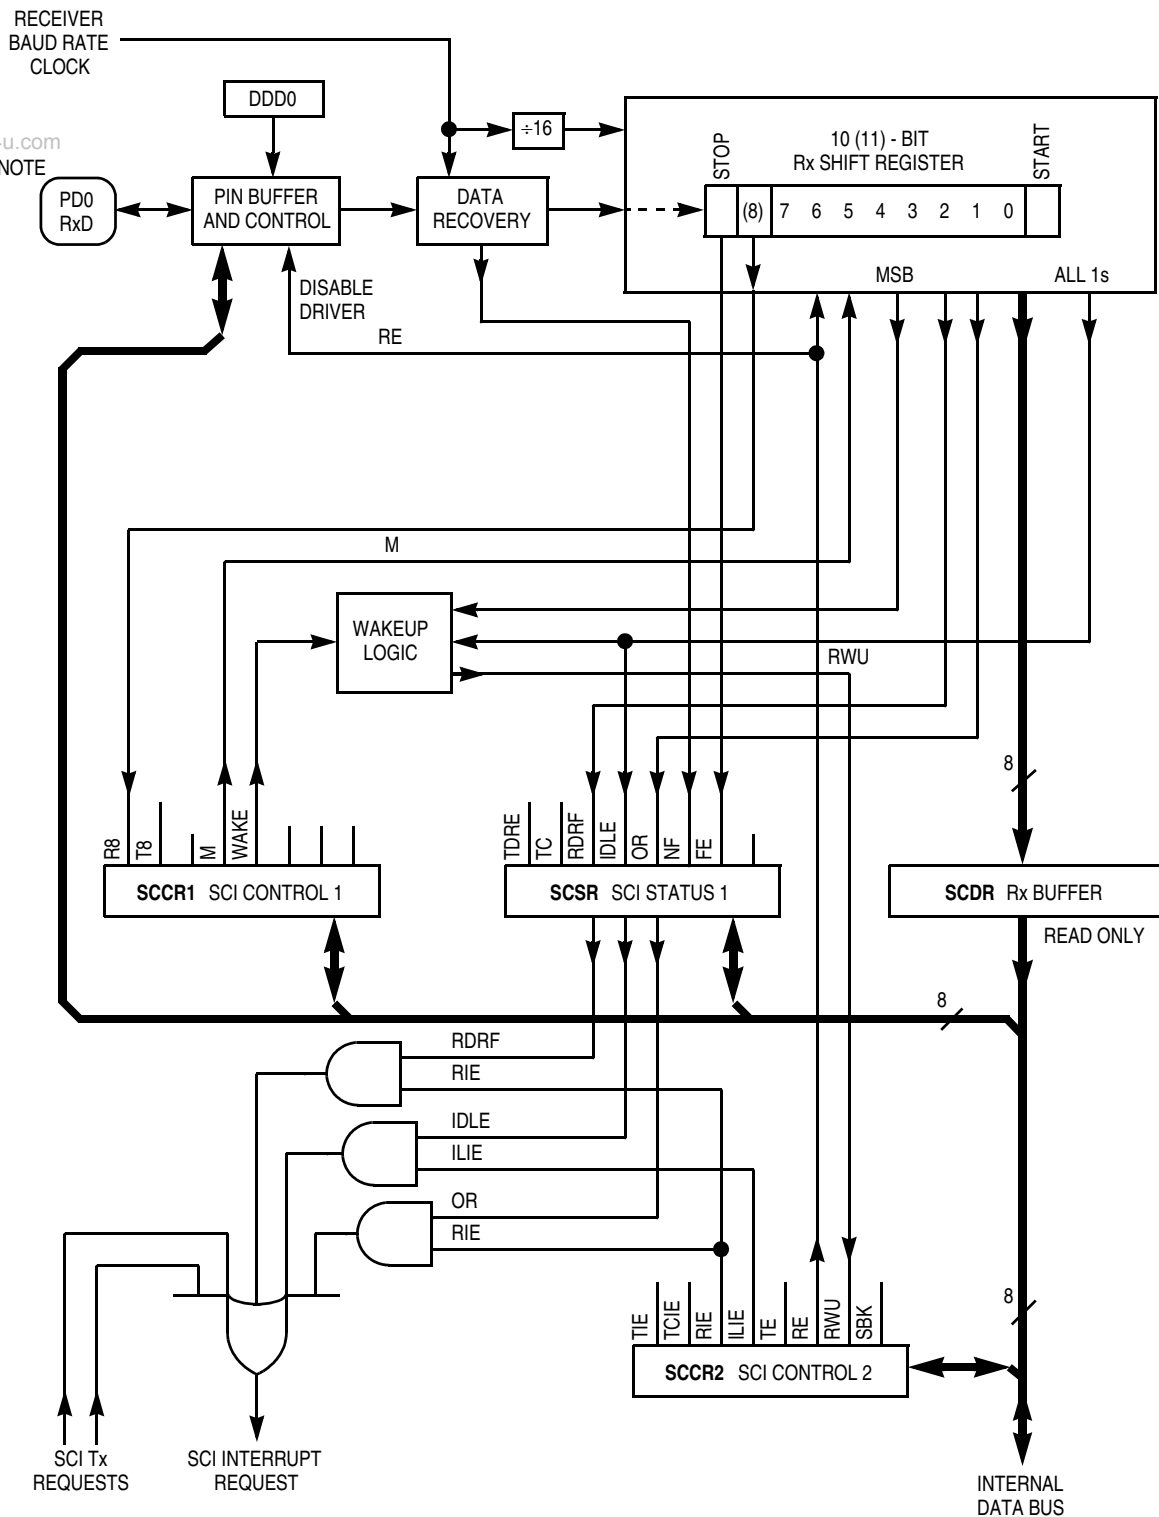 RECEIVER
BAUD RATE
CLOCK
DDD0
÷16
-u.com
NOTE
PD0
RxD
PIN BUFFER
AND CONTROL
DATA
RECOVERY
STOP
10 (11) - BIT
Rx SHIFT REGISTER
START
(8) 7 6 5 4 3 2 1 0
MSB
ALL 1s
DISABLE
DRIVER
RE
M
WAKEUP
LOGIC
RWU
8
R8
T8
M
WAKE
TDRE
TC
RDRF
IDLE
OR
NF
FE
SCCR1 SCI CONTROL 1
SCSR SCI STATUS 1
SCDR Rx BUFFER
READ ONLY
8
RDRF
RIE
IDLE
ILIE
OR
RIE
8
TIE
TCIE
RIE
ILIE
TE
RE
RWU
SBK
SCCR2 SCI CONTROL 2
SCI Tx
REQUESTS
SCI INTERRUPT
REQUEST
INTERNAL
DATA BUS